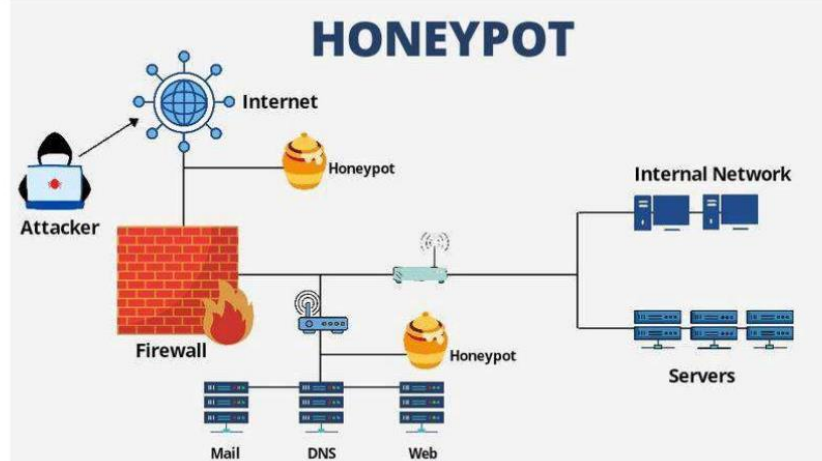 HONEYPOT
Internet
Honeypot
Internal Network
Attacker
Firewall
Honeypot
Servers
Mail
DNS
Web